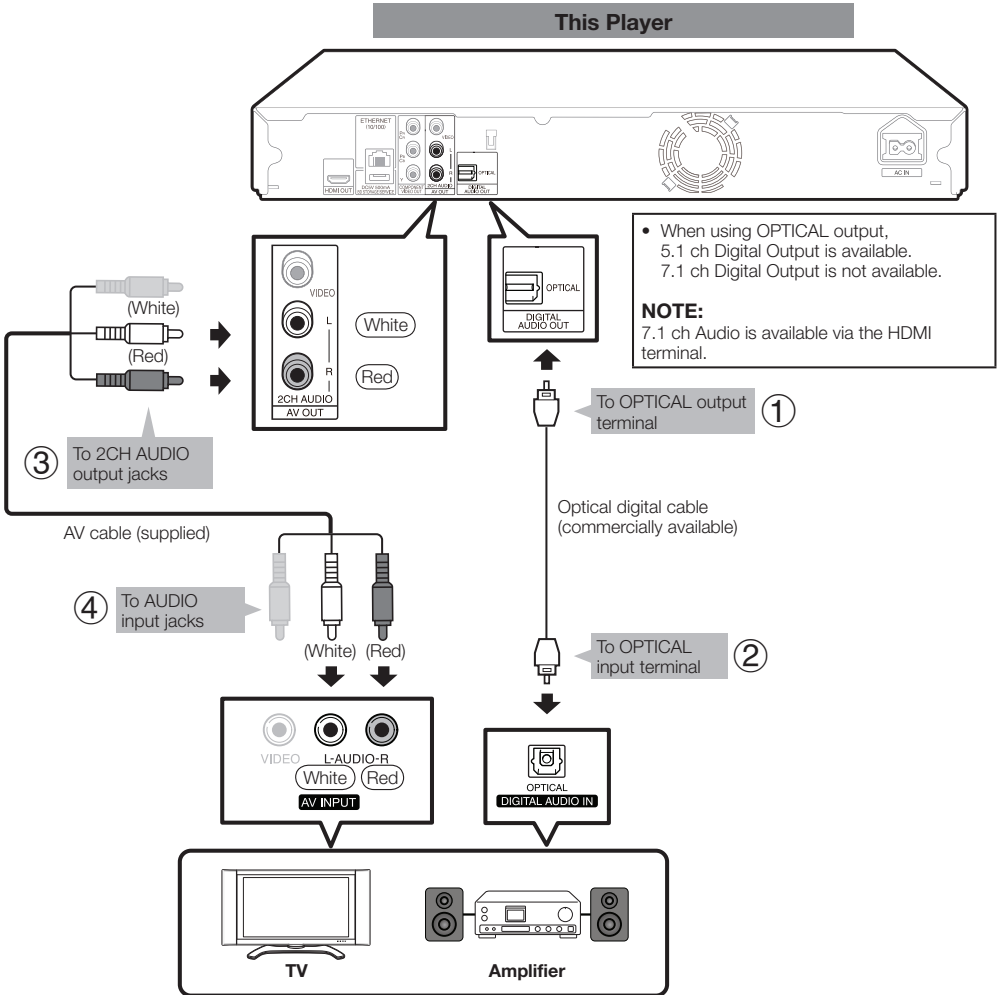 This Player
ETHERNET
(10/100)
VIDEO
L
R
OPTICAL
HDMI OUT
COMPONENT
VIDEO OUT
2CH AUDIO
AV OUT
DIGITAL
AUDIO OUT
AC IN
• When using OPTICAL output,
5.1 ch Digital Output is available.
7.1 ch Digital Output is not available.
NOTE:
7.1 ch Audio is available via the HDMI
terminal.
(White)
(Red)
VIDEO
L
R
White
Red
2CH AUDIO
AV OUT
OPTICAL
DIGITAL
AUDIO OUT
To OPTICAL output
terminal
①
③
To 2CH AUDIO
output jacks
AV cable (supplied)
Optical digital cable
(commercially available)
④
To AUDIO
input jacks
(White) (Red)
To OPTICAL
input terminal
②
VIDEO
L-AUDIO-R
White
Red
AV INPUT
OPTICAL
DIGITAL AUDIO IN
TV
Amplifier